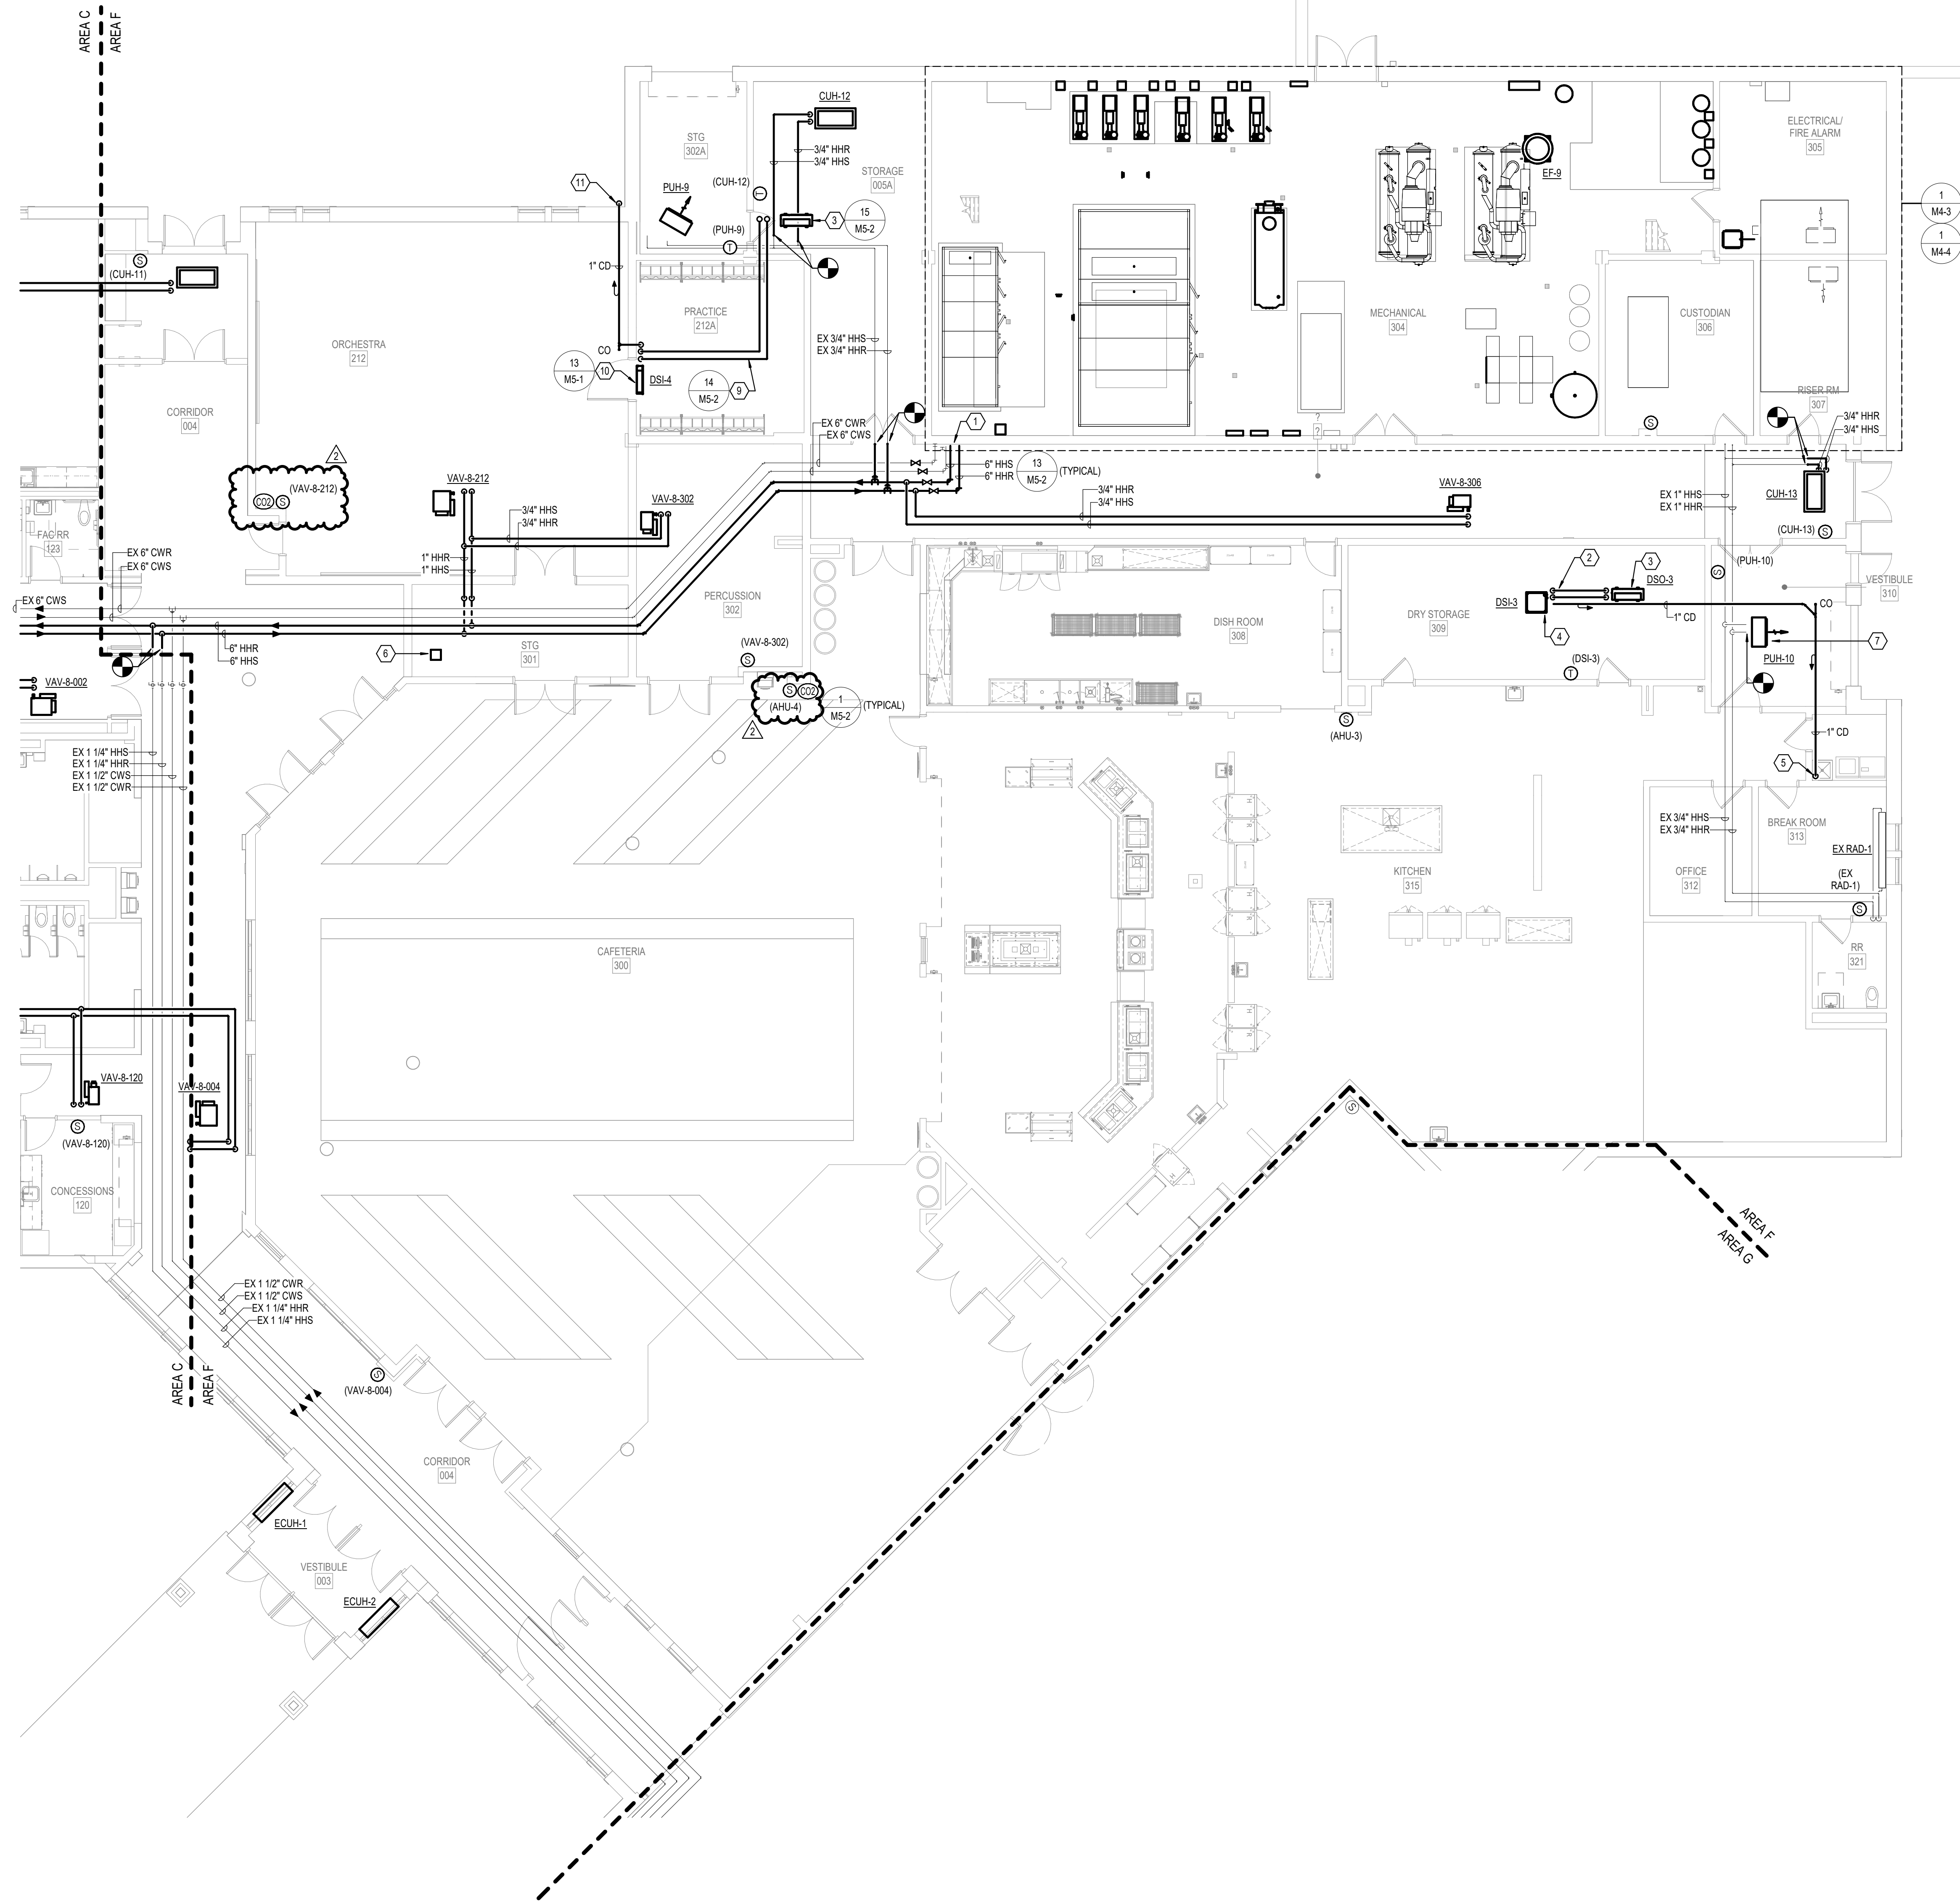 AREA C
AREA F
CUH-12
STG
302A
3/4" HHR
3/4" HHS
STORAGE
005A
(CUH-12)
T
11
PUH-9
3
15
M5-2
(PUH-9)
T
EF-9
ELECTRICAL/
FIRE ALARM
305
1
M4-3
1
M4-4
S
(CUH-11)
1" CD
PRACTICE
212A
ORCHESTRA
212
EX 3/4" HHS
EX 3/4" HHR
CO
13
M5-1
10
DSI-4
14
M5-2
9
MECHANICAL
304
CUSTODIAN
306
RISER RM
307
CORRIDOR
004
EX 6" CWR
EX 6" CWS
1
?
?
S
3/4" HHR
3/4" HHS
2
CO2
S
(VAV-8-212)
VAV-8-212
VAV-8-302
6" HHS
6" HHR
13
M5-2
(TYPICAL)
3/4" HHR
3/4" HHS
VAV-8-306
EX 1" HHS
EX 1" HHR
CUH-13
(CUH-13)
S
3/4" HHS
3/4" HHR
FAC RR
123
EX 6" CWR
EX 6" CWS
1" HHR
1" HHS
EX 6" CWS
PERCUSSION
302
DISH ROOM
308
DRY STORAGE
309
2
3
DSO-3
DSI-3
4
S
(PUH-10)
VESTIBULE
310
CO
1" CD
PUH-10
7
6" HHR
6" HHS
6
STG
301
(VAV-8-302)
S
(DSI-3)
T
VAV-8-002
S
CO2
(AHU-4)
2
1
M5-2
(TYPICAL)
S
(AHU-3)
1" CD
5
EX 1 1/4" HHS
EX 1 1/4" HHR
EX 1 1/2" CWS
EX 1 1/2" CWR
EX 3/4" HHS
EX 3/4" HHR
BREAK ROOM
313
EX RAD-1
(EX
RAD-1)
S
KITCHEN
315
OFFICE
312
CAFETERIA
300
RR
321
VAV-8-120
VAV-8-004
S
(VAV-8-120)
S
CONCESSIONS
120
AREA F
AREA G
EX 1 1/2" CWR
EX 1 1/2" CWS
EX 1 1/4" HHR
EX 1 1/4" HHS
AREA C
AREA F
S
(VAV-8-004)
CORRIDOR
004
ECUH-1
VESTIBULE
003
ECUH-2